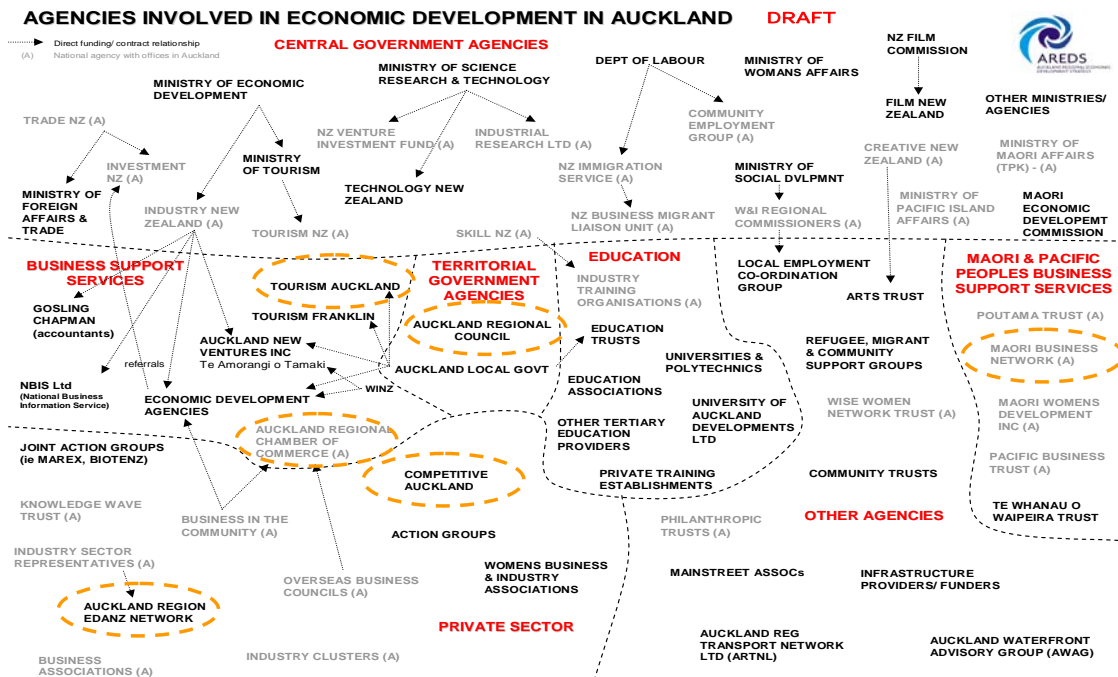 AGENCIES INVOLVED IN ECONOMIC DEVELOPMENT IN AUCKLAND
DRAFT
Direct funding/ contract relationship
(A) National agency with offices in Auckland
CENTRAL GOVERNMENT AGENCIES
AREDS
AUCKLAND REGIONAL ECONOMIC
DEVELOPMENT STRATEGY
MINISTRY OF ECONOMIC
DEVELOPMENT
MINISTRY OF SCIENCE
RESEARCH & TECHNOLOGY
DEPT OF LABOUR
MINISTRY OF
WOMANS AFFAIRS
NZ FILM
COMMISSION
FILM NEW
ZEALAND
OTHER MINISTRIES/
AGENCIES
TRADE NZ (A)
INVESTMENT
NZ (A)
MINISTRY OF
FOREIGN
AFFAIRS &
TRADE
INDUSTRY NEW
ZEALAND (A)
MINISTRY
OF TOURISM
TOURISM NZ (A)
NZ VENTURE
INVESTMENT FUND (A)
INDUSTRIAL
RESEARCH LTD (A)
TECHNOLOGY NEW
ZEALAND
SKILL NZ (A)
COMMUNITY
EMPLOYMENT
GROUP (A)
NZ IMMIGRATION
SERVICE (A)
NZ BUSINESS MIGRANT
LIAISON UNIT (A)
MINISTRY OF
SOCIAL DVLPMNT
W&I REGIONAL
COMMISSIONERS (A)
CREATIVE NEW
ZEALAND (A)
MINISTRY OF
PACIFIC ISLAND
AFFAIRS (A)
MINISTRY OF
MAORI AFFAIRS
(TPK) - (A)
MAORI
ECONOMIC
DEVELOPEMT
COMMISSION
BUSINESS SUPPORT
SERVICES
GOSLING
CHAPMAN
(accountants)
NBIS Ltd
(National Business
Information Service)
referrals
TOURISM AUCKLAND
TOURISM FRANKLIN
AUCKLAND NEW
VENTURES INC
Te Amorangi o Tamaki
ECONOMIC DEVELOPMENT
AGENCIES
WINZ
AUCKLAND REGIONAL
CHAMBER OF
COMMERCE (A)
TERRITORIAL
GOVERNMENT
AGENCIES
AUCKLAND REGIONAL
COUNCIL
AUCKLAND LOCAL GOVT
EDUCATION
INDUSTRY
TRAINING
ORGANISATIONS (A)
EDUCATION
TRUSTS
EDUCATION
ASSOCIATIONS
UNIVERSITIES &
POLYTECHNICS
UNIVERSITY OF
AUCKLAND
DEVELOPMENTS
LTD
OTHER TERTIARY
EDUCATION
PROVIDERS
PRIVATE TRAINING
ESTABLISHMENTS
LOCAL EMPLOYMENT
CO-ORDINATION
GROUP
ARTS TRUST
REFUGEE, MIGRANT
& COMMUNITY
SUPPORT GROUPS
WISE WOMEN
NETWORK TRUST (A)
COMMUNITY TRUSTS
OTHER AGENCIES
PHILANTHROPIC
TRUSTS (A)
MAINSTREET ASSOCs
INFRASTRUCTURE
PROVIDERS/ FUNDERS
AUCKLAND REG
TRANSPORT NETWORK
LTD (ARTNL)
AUCKLAND WATERFRONT
ADVISORY GROUP (AWAG)
MAORI & PACIFIC
PEOPLES BUSINESS
SUPPORT SERVICES
POUTAMA TRUST (A)
MAORI BUSINESS
NETWORK (A)
MAORI WOMENS
DEVELOPMENT
INC (A)
PACIFIC BUSINESS
TRUST (A)
TE WHANAU O
WAIPEIRA TRUST
JOINT ACTION GROUPS
(ie MAREX, BIOTENZ)
KNOWLEDGE WAVE
TRUST (A)
BUSINESS IN THE
COMMUNITY (A)
INDUSTRY SECTOR
REPRESENTATIVES (A)
AUCKLAND REGION
EDANZ NETWORK
BUSINESS
ASSOCIATIONS (A)
INDUSTRY CLUSTERS (A)
OVERSEAS BUSINESS
COUNCILS (A)
COMPETITIVE
AUCKLAND
ACTION GROUPS
WOMENS BUSINESS
& INDUSTRY
ASSOCIATIONS
PRIVATE SECTOR